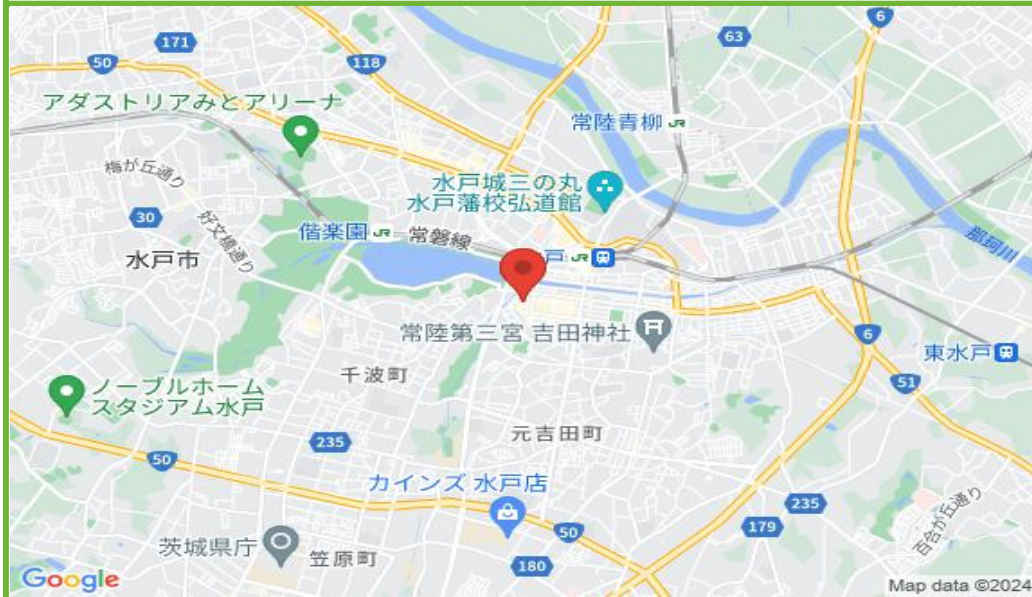 50
171
118
63
6
アダストリアみとアリーナ
常陸青柳 JR
梅が丘通り
水戸城三の丸
水戸藩校弘道館
30
好文橋通り
偕楽園 JR
常磐線
那珂川
水戸市
戸 JR
常陸第三宮 吉田神社
6
東水戸
千波町
51
ノーブルホーム
スタジアム水戸
235
元吉田町
50
カインズ 水戸店
235
179
百合が丘通り
茨城県庁
笠原町
50
180
Google
Map data ©2024